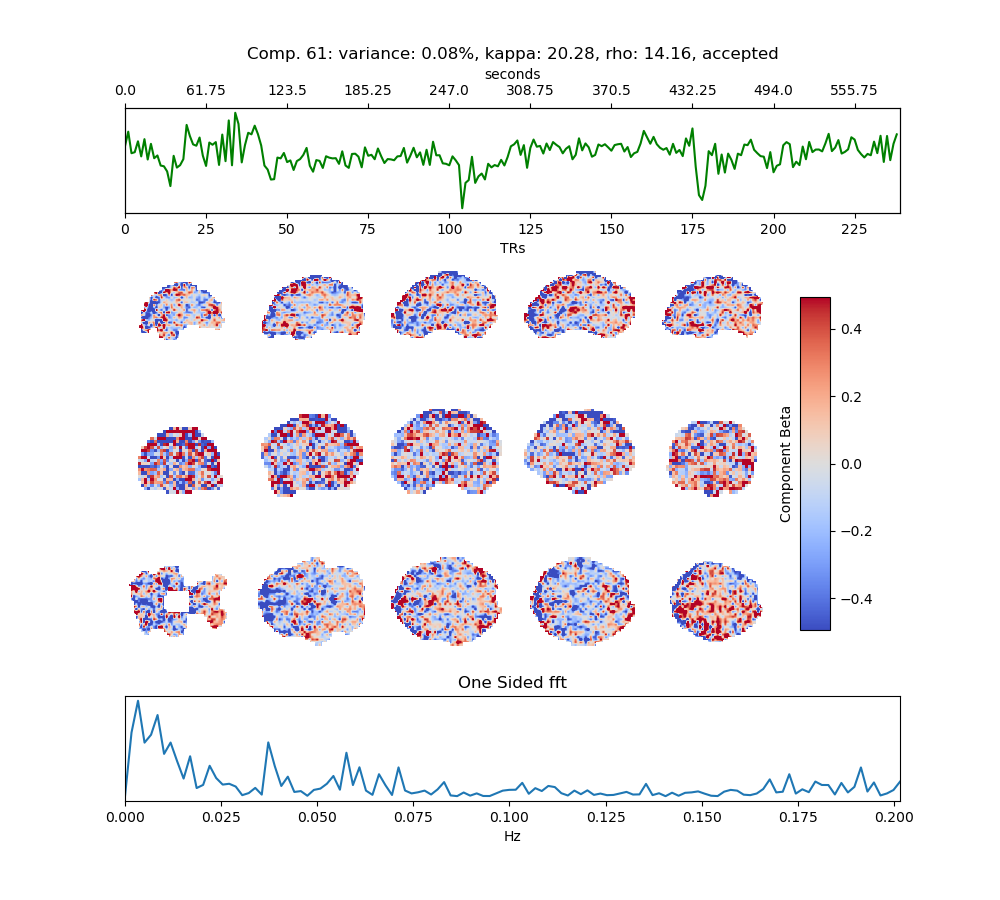 Comp. 61: variance: 0.08%, kappa: 20.28, rho: 14.16, accepted
seconds
0.0 61.75 123.5 185.25 247.0 308.75 370.5 432.25 494.0 555.75
0 25 50 75 100 125 150 175 200 225
TRs
0.4
0.2
0.0
−0.2
−0.4
Component Beta
One Sided fft
0.000 0.025 0.050 0.075 0.100 0.125 0.150 0.175 0.200
Hz